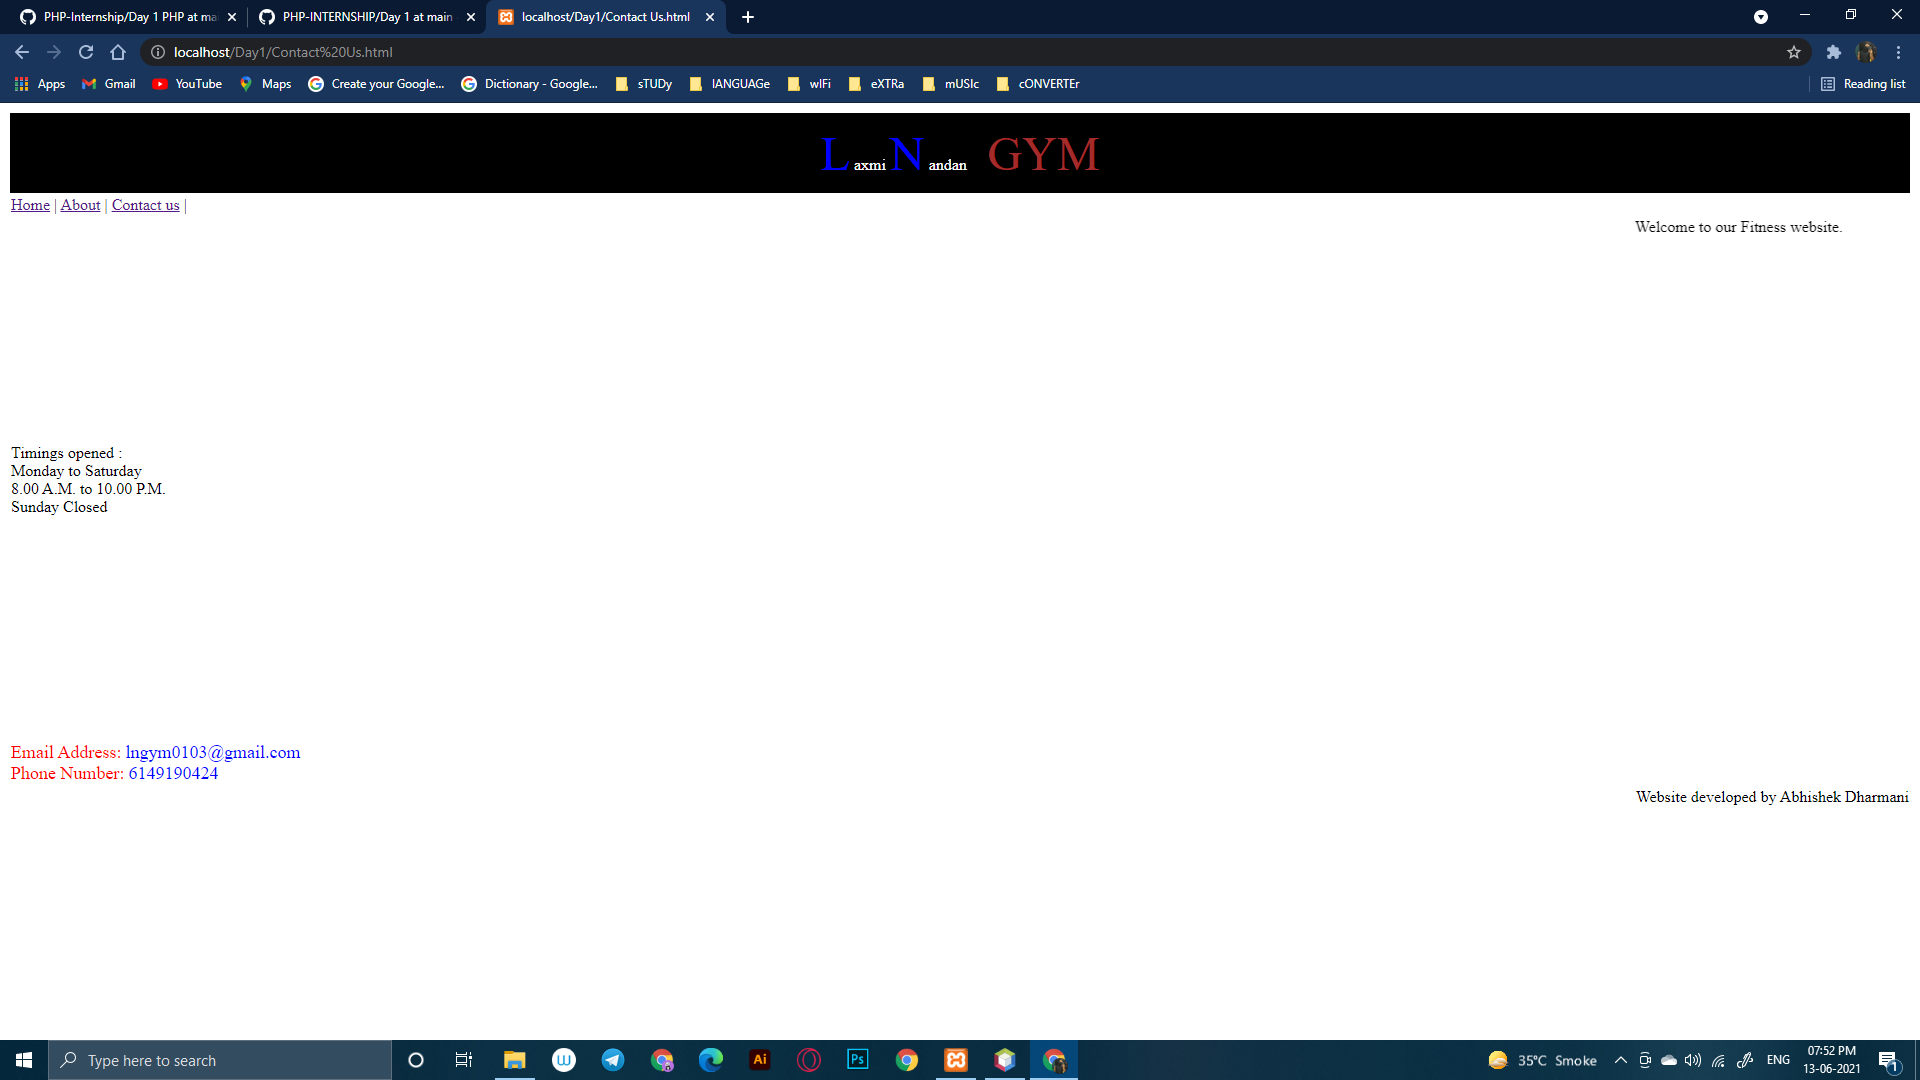 PHP-Internship/Day 1 PHP at mai
PHP-INTERNSHIP/Day 1 at main
localhost/Day1/Contact Us.html
localhost/Day1/Contact%20Us.html
Apps
Gmail
YouTube
Maps
Create your Google...
Dictionary - Google...
sTUDy
lANGUAGe
wIFi
eXTRa
mUSIc
cONVERTEr
Reading list
L axmi N andan GYM
Home | About | Contact us |
Welcome to our Fitness website.
Timings opened :
Monday to Saturday
8.00 A.M. to 10.00 P.M.
Sunday Closed
Email Address: lngym0103@gmail.com
Phone Number: 6149190424
Website developed by Abhishek Dharmani
Type here to search
Ai
Ps
35°C Smoke
ENG
07:52 PM
13-06-2021
1